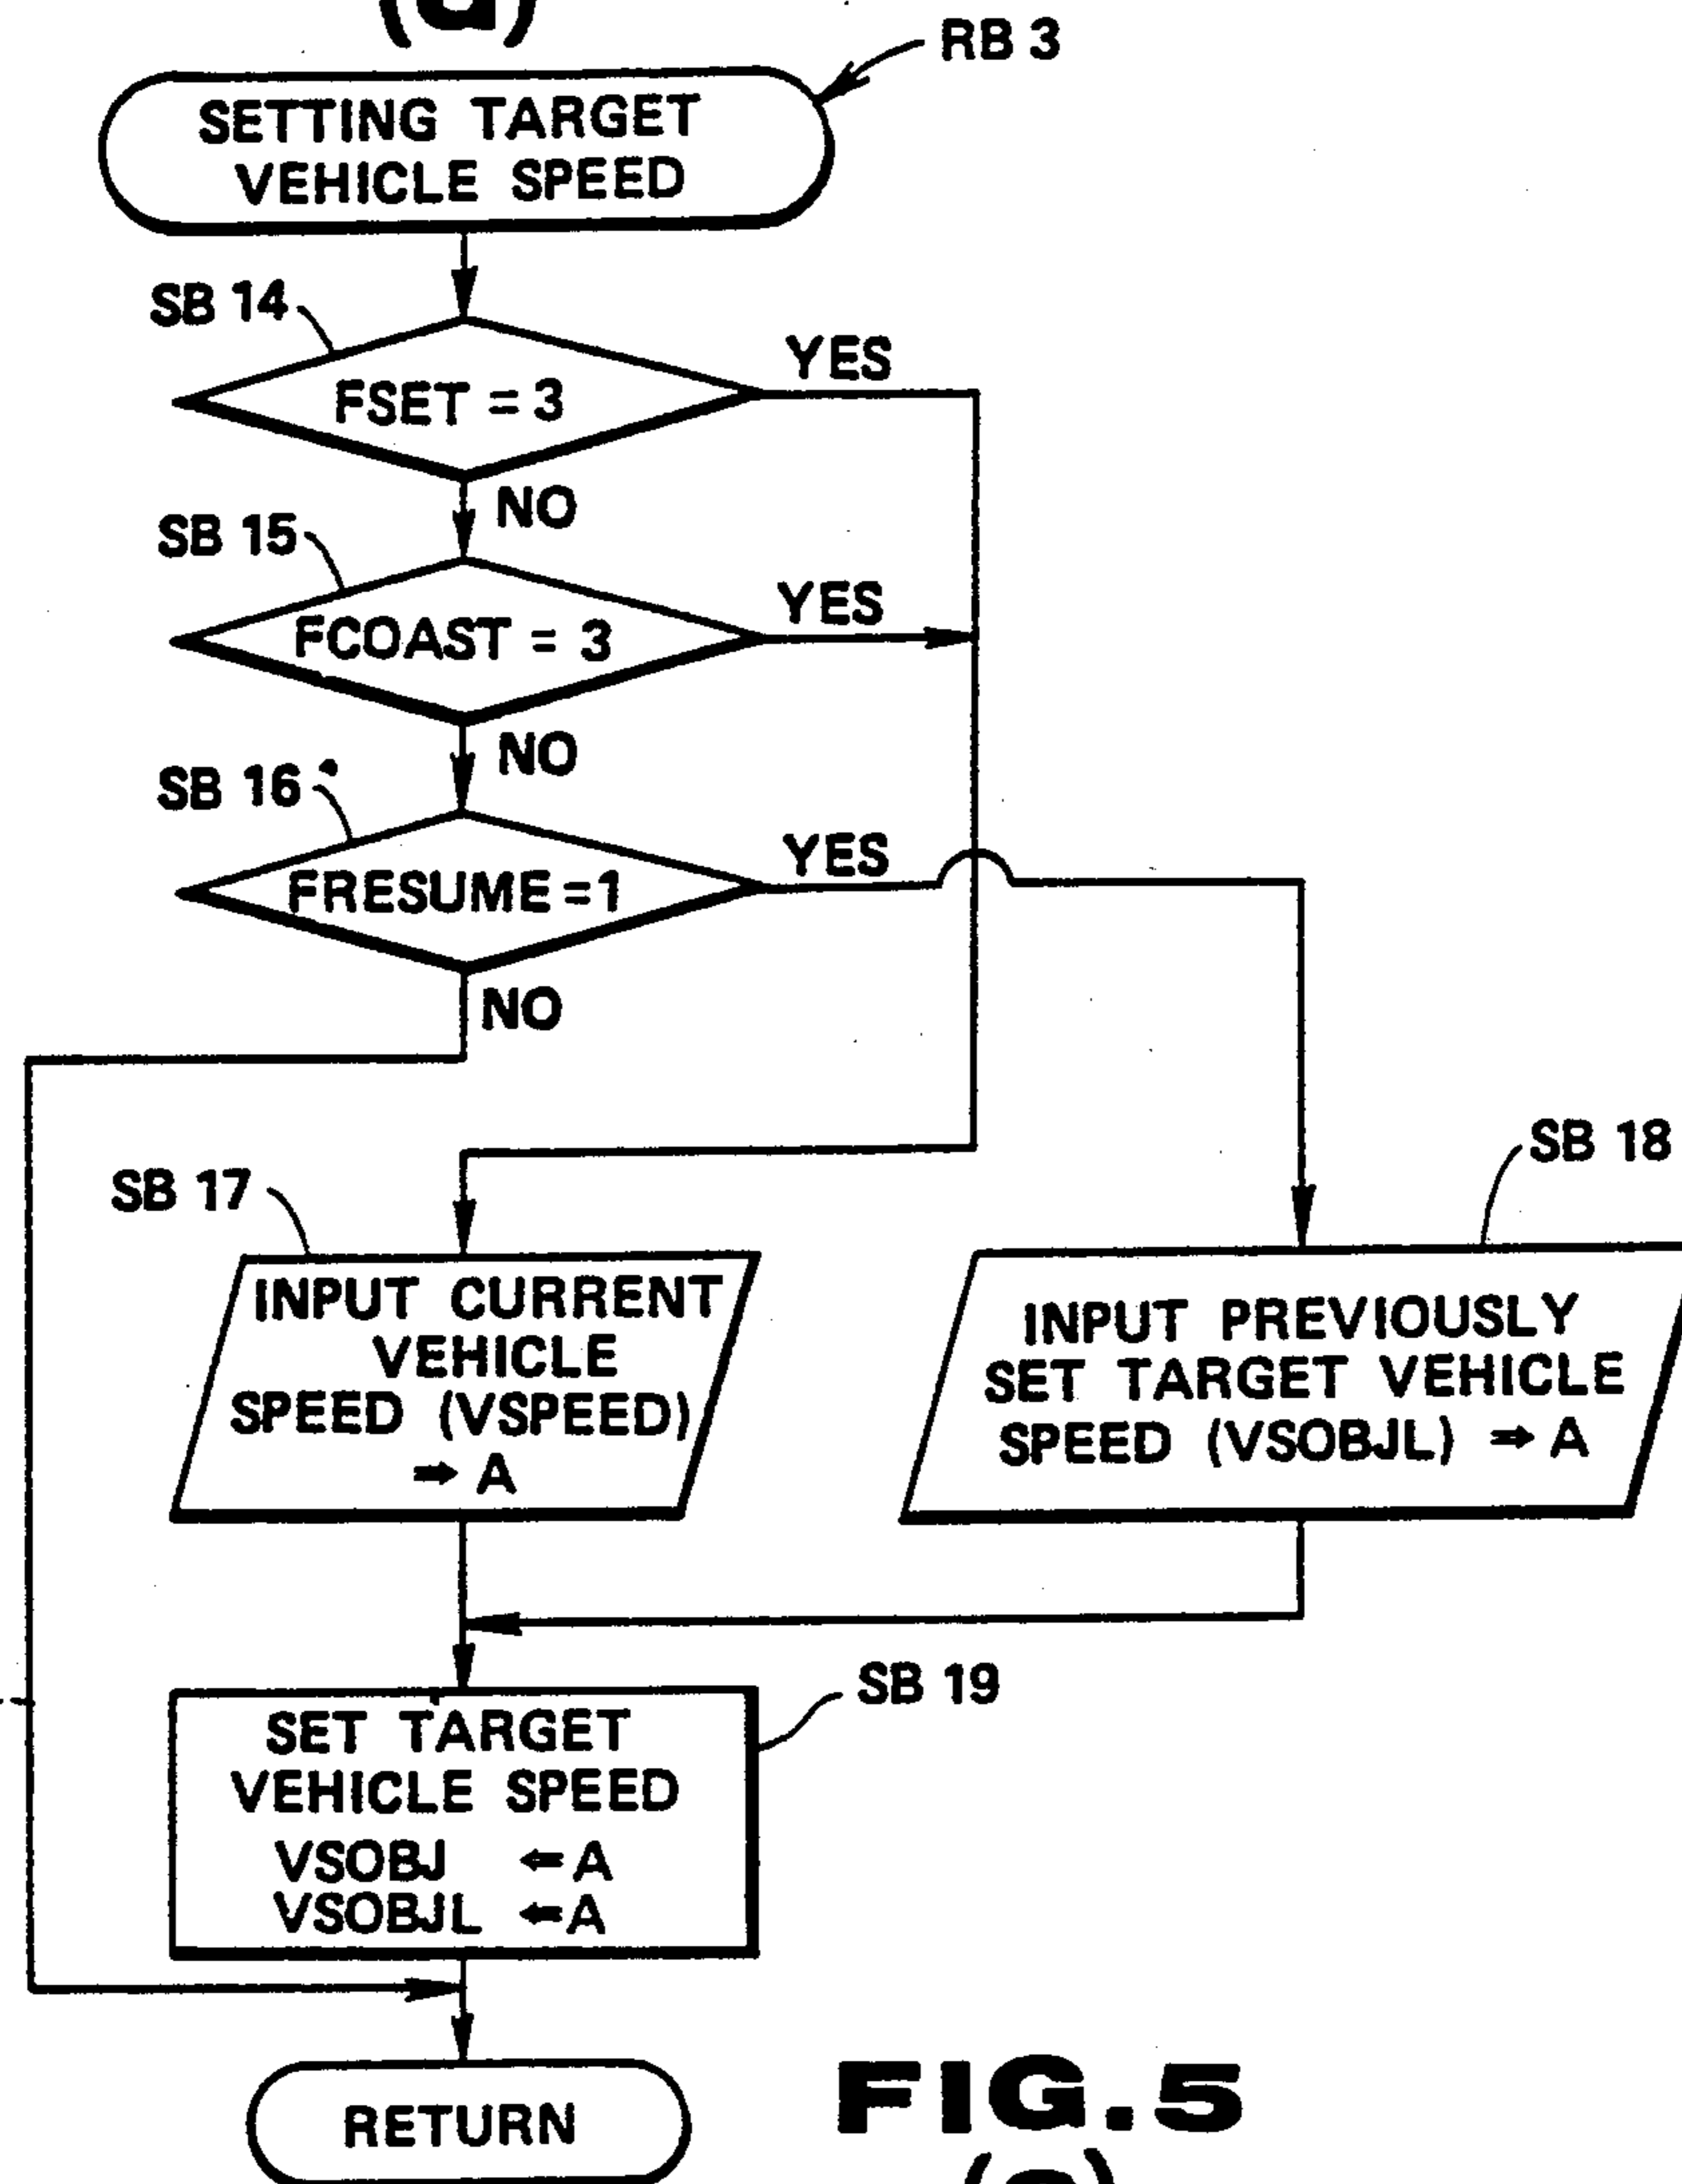 (d)
RB 3
SETTING TARGET
VEHICLE SPEED
SB 14
YES
FSET = 3
NO
SB 15
YES
FCOAST = 3
NO
SB 16
YES
FRESUME =1
NO
SB 17
INPUT CURRENT
VEHICLE
SPEED (VSPEED)
⇒ A
SB 18
INPUT PREVIOUSLY
SET TARGET VEHICLE
SPEED (VSOBJL) ⇒ A
SB 19
SET TARGET
VEHICLE SPEED
VSOBJ ⇐ A
VSOBJL ⇐ A
RETURN
FIG.5